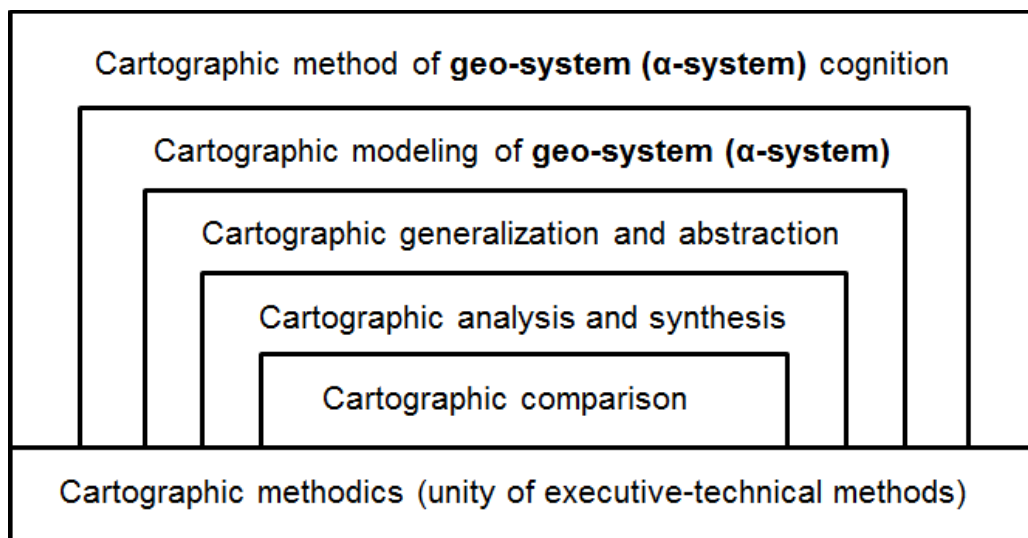 Cartographic method of geo-system (α-system) cognition
Cartographic modeling of geo-system (α-system)
Cartographic generalization and abstraction
Cartographic analysis and synthesis
Cartographic comparison
Cartographic methodics (unity of executive-technical methods)